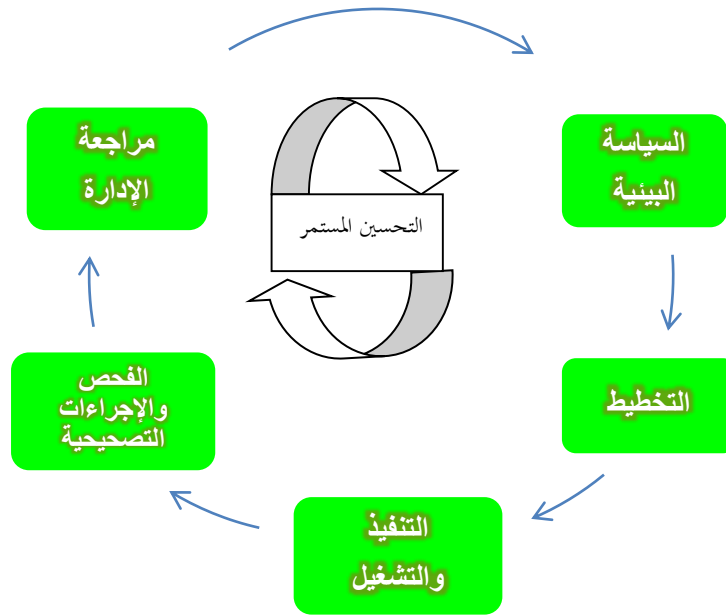 مراجعة
الإدارة
السياسة
البيئية
التحسين المستمر
الفحص
والإجراءات
التصحيحية
التخطيط
التنفيذ
والتشغيل